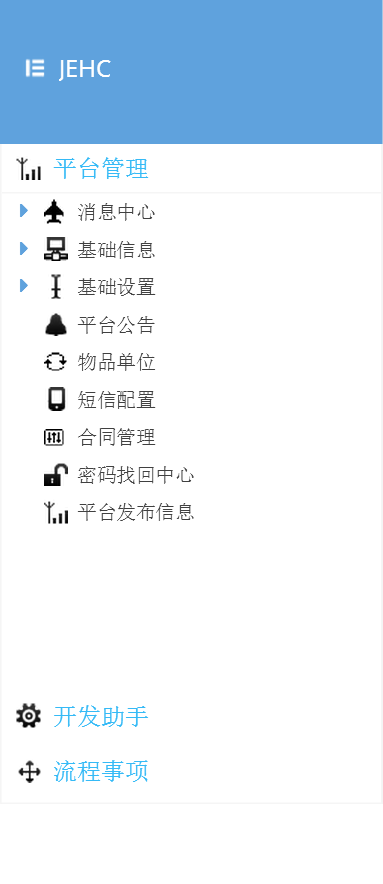 JEHC
平台管理
消息中心
基础信息
基础设置
平台公告
物品单位
短信配置
合同管理
密码找回中心
平台发布信息
开发助手
流程事项